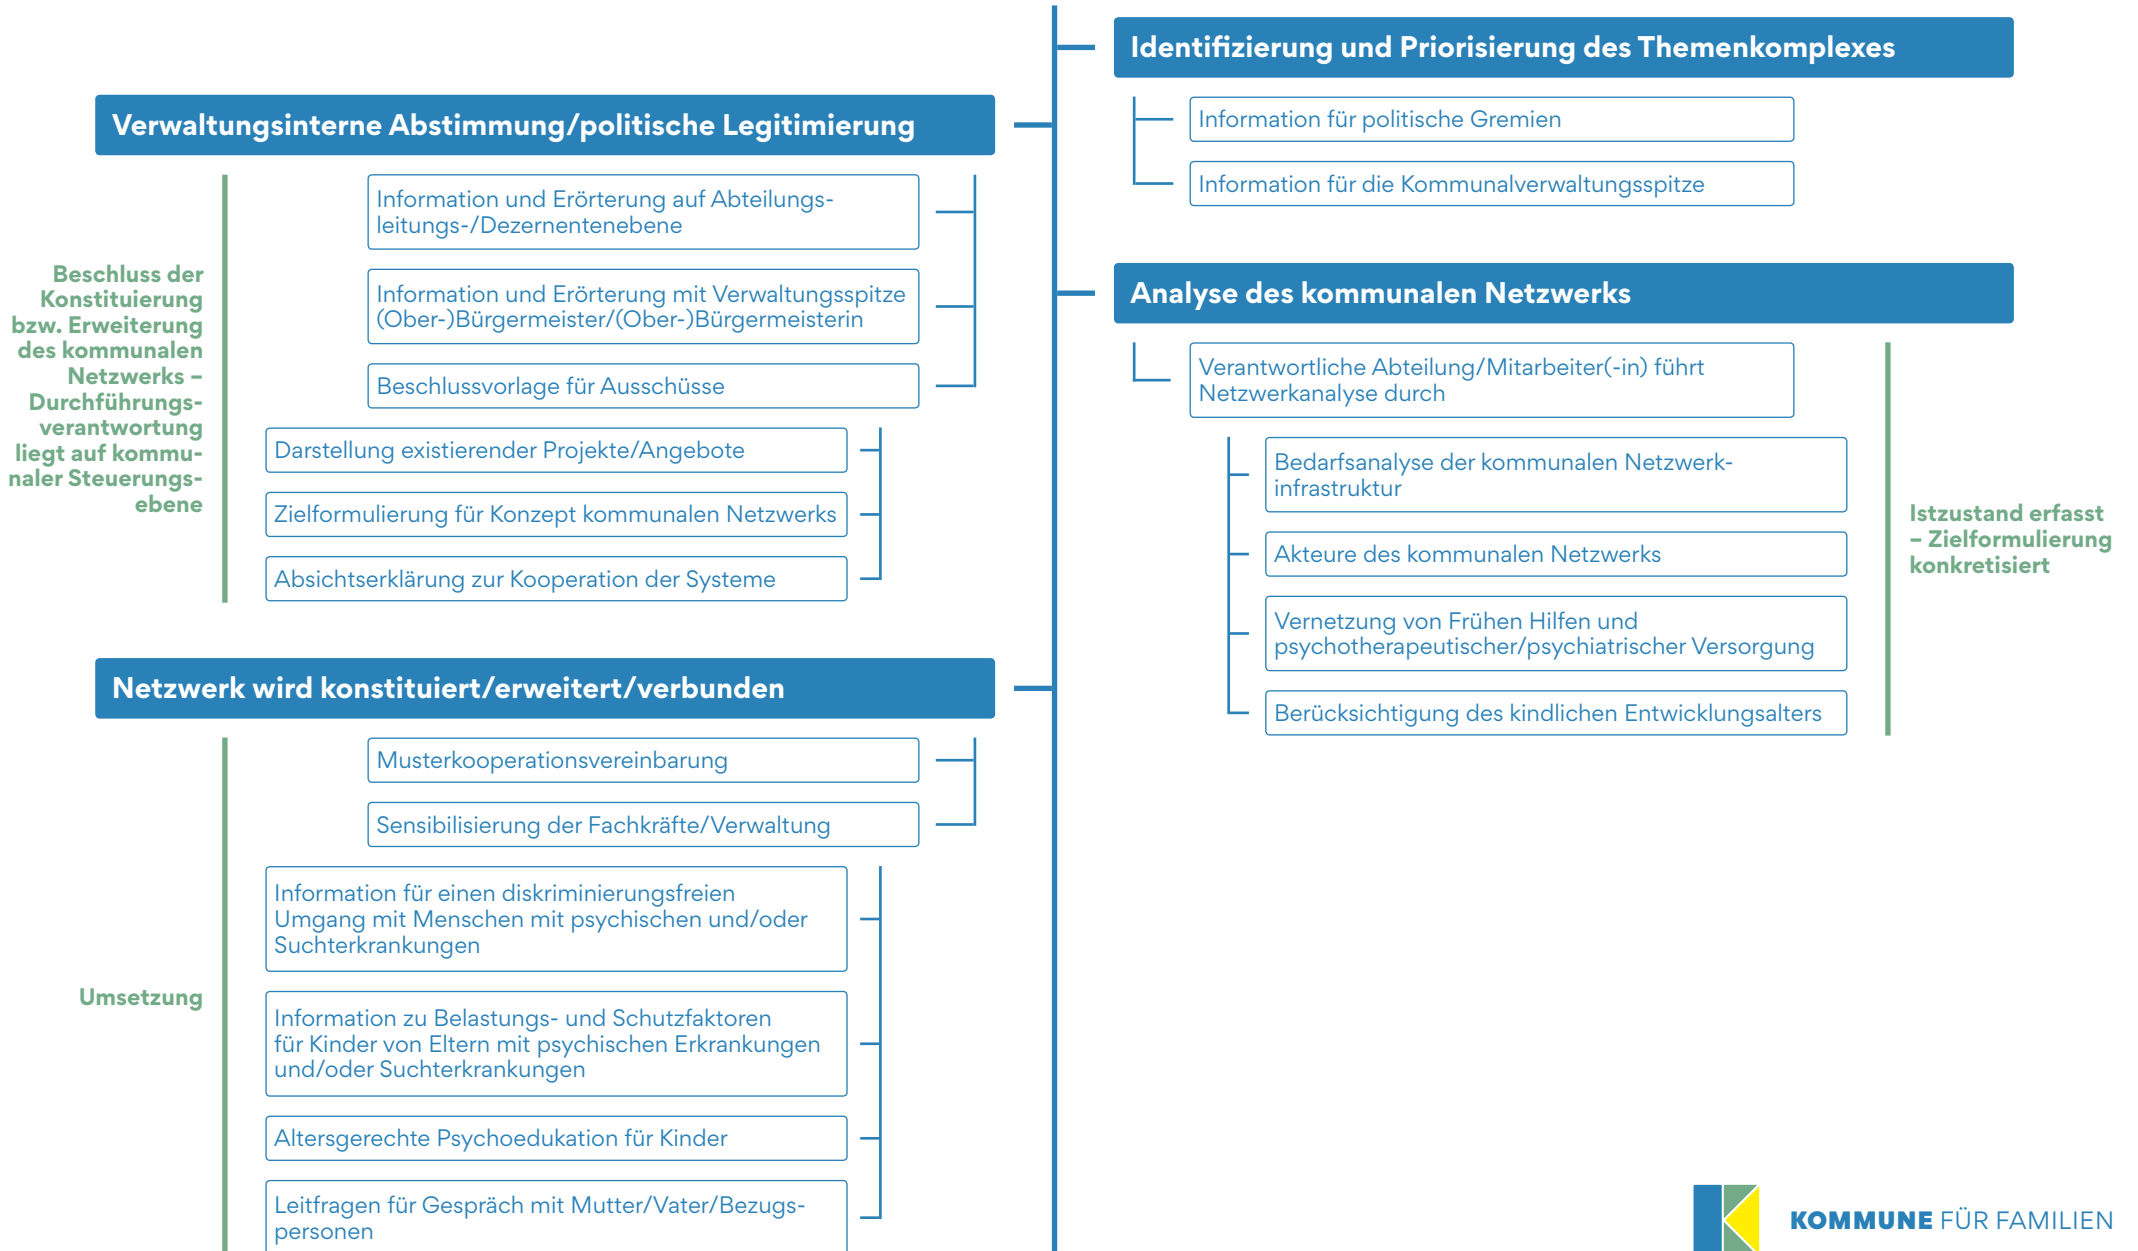 Identifizierung und Priorisierung des Themenkomplexes
Information für politische Gremien
Information für die Kommunalverwaltungsspitze
Verwaltungsinterne Abstimmung/politische Legitimierung
Information und Erörterung auf Abteilungs-
leitungs-/Dezernentenebene
Information und Erörterung mit Verwaltungsspitze
(Ober-)Bürgermeister/(Ober-)Bürgermeisterin
Beschlussvorlage für Ausschüsse
Darstellung existierender Projekte/Angebote
Zielformulierung für Konzept kommunalen Netzwerks
Absichtserklärung zur Kooperation der Systeme
Beschluss der
Konstituierung
bzw. Erweiterung
des kommunalen
Netzwerks –
Durchführungs-
verantwortung
liegt auf kommu-
naler Steuerungs-
ebene
Analyse des kommunalen Netzwerks
Verantwortliche Abteilung/Mitarbeiter(-in) führt
Netzwerkanalyse durch
Bedarfsanalyse der kommunalen Netzwerk-
infrastruktur
Akteure des kommunalen Netzwerks
Vernetzung von Frühen Hilfen und
psychotherapeutischer/psychiatrischer Versorgung
Berücksichtigung des kindlichen Entwicklungsalters
Istzustand erfasst
– Zielformulierung
konkretisiert
Netzwerk wird konstituiert/erweitert/verbunden
Musterkooperationsvereinbarung
Sensibilisierung der Fachkräfte/Verwaltung
Information für einen diskriminierungsfreien
Umgang mit Menschen mit psychischen und/oder
Suchterkrankungen
Information zu Belastungs- und Schutzfaktoren
für Kinder von Eltern mit psychischen Erkrankungen
und/oder Suchterkrankungen
Altersgerechte Psychoedukation für Kinder
Leitfragen für Gespräch mit Mutter/Vater/Bezugs-
personen
Umsetzung
KOMMUNE FÜR FAMILIEN